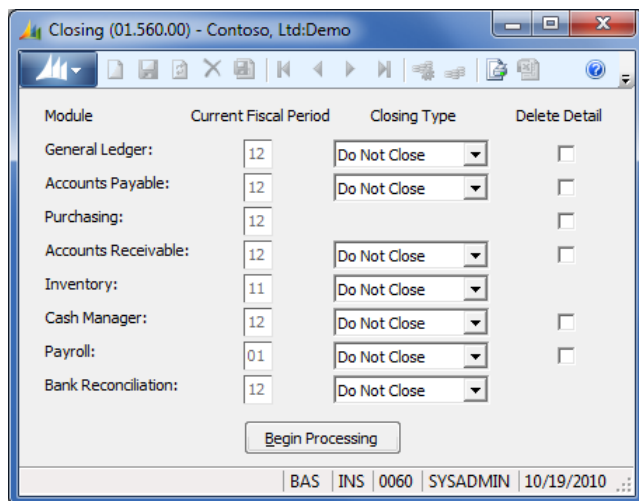 Closing (01.560.00) - Contoso, Ltd:Demo
Module Current Fiscal Period Closing Type Delete Detail
General Ledger: 12 Do Not Close
Accounts Payable: 12 Do Not Close
Purchasing: 12
Accounts Receivable: 12 Do Not Close
Inventory: 11 Do Not Close
Cash Manager: 12 Do Not Close
Payroll: 01 Do Not Close
Bank Reconciliation: 12 Do Not Close
Begin Processing
BAS INS 0060 SYSADMIN 10/19/2010